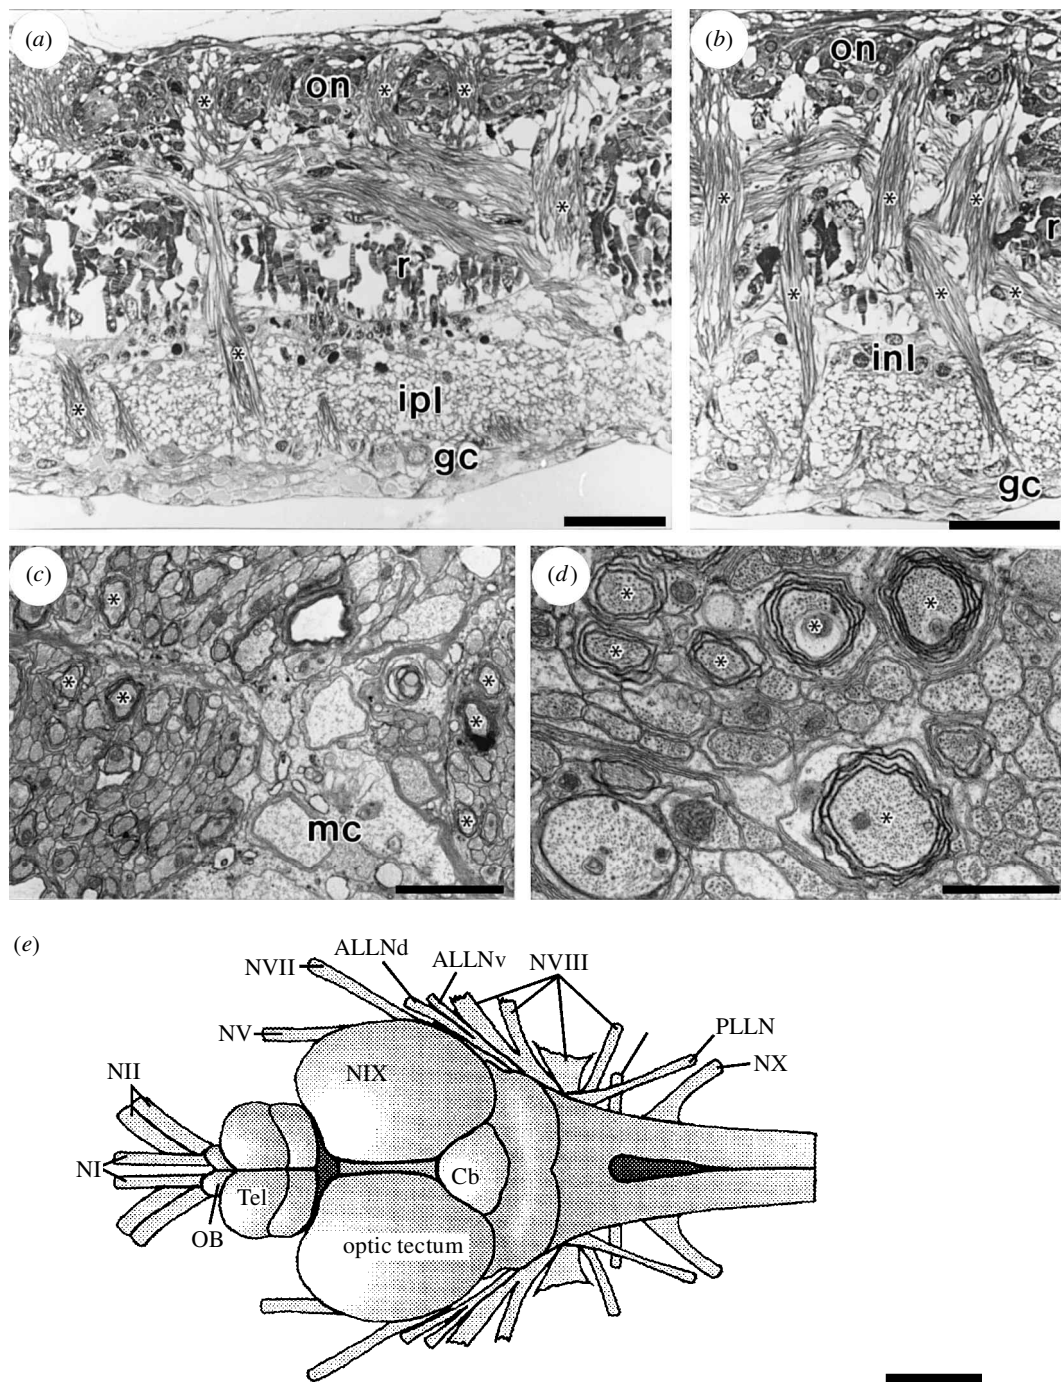 (a)
on
* * *
*
r
*
*
ipl
gc
(b)
on
* * *
r
* * *
inl
gc
(c)
*
* *
*
*
*
mc
(d)
* *
*
* *
*
(e)
ALLNd
ALLNv
NVII
NVIII
PLLN
NV
NX
NII
NIX
NI
Tel
Cb
OB
optic tectum